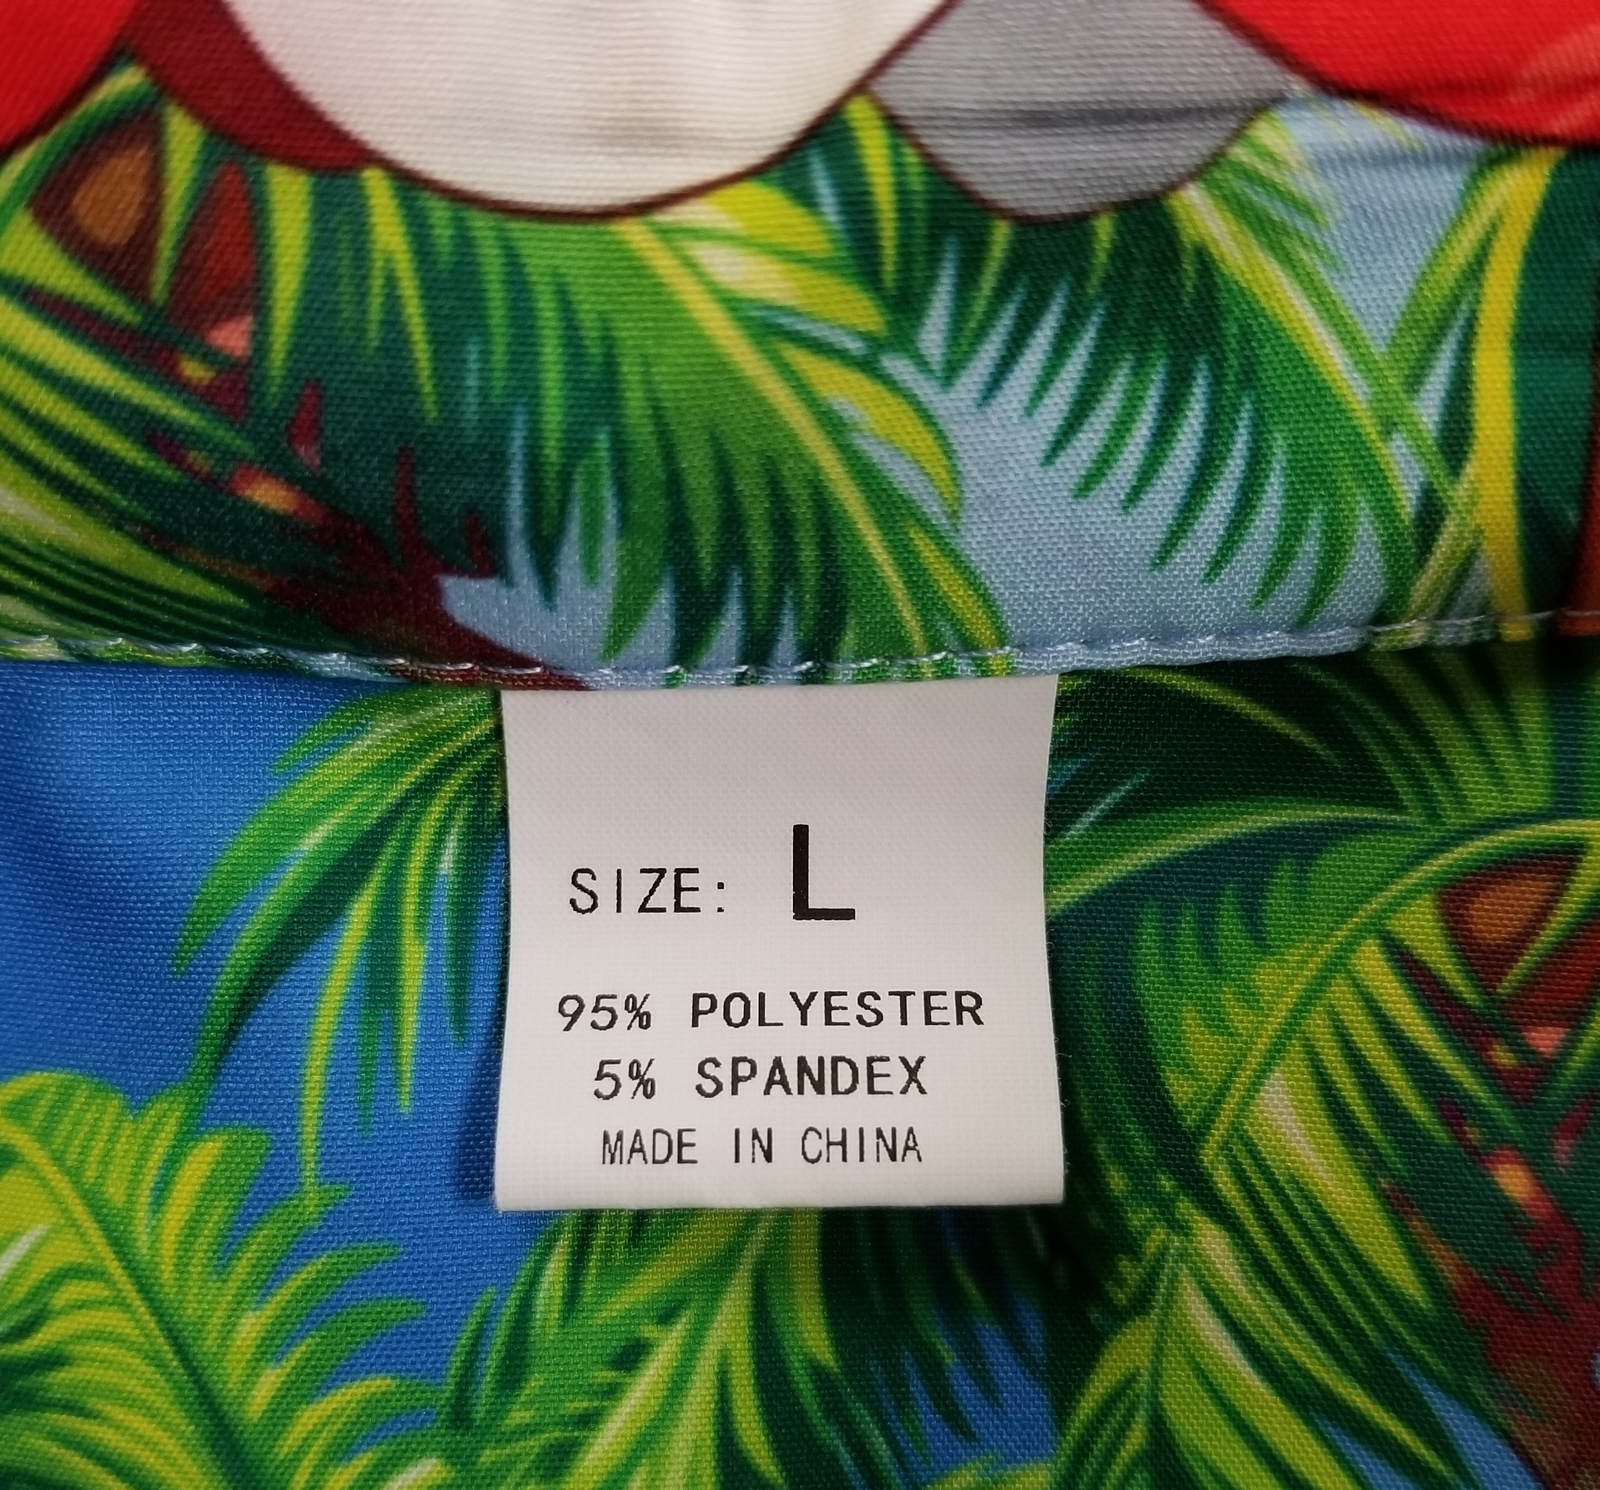 SIZE: L
95% POLYESTER
5% SPANDEX
MADE IN CHINA